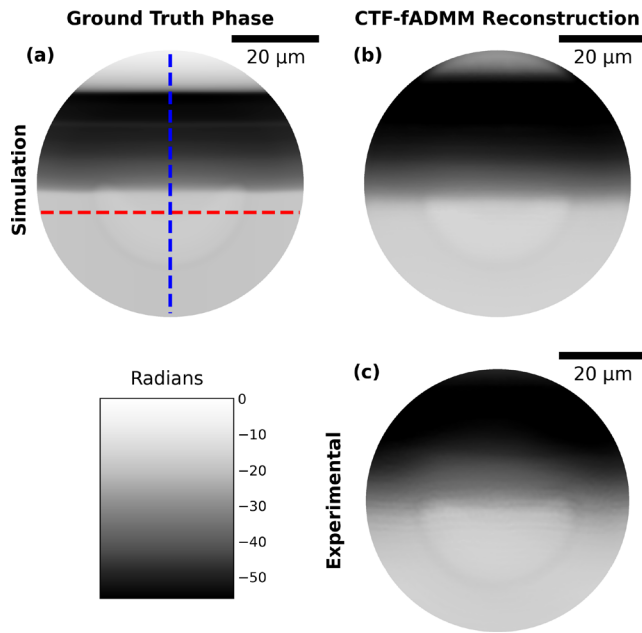 Ground Truth Phase
CTF-fADMM Reconstruction
(a)
20 µm
(b)
20 µm
Simulation
Radians
0
−10
−20
−30
−40
−50
(c)
20 µm
Experimental